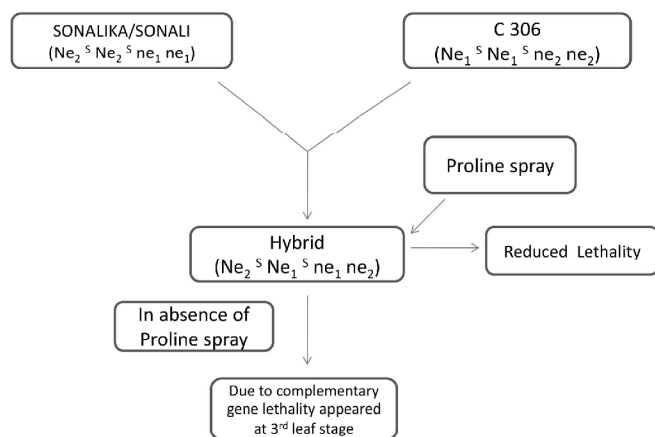 SONALIKA/SONALI
(Ne₂ ˢ Ne₂ ˢ ne₁ ne₁)
C 306
(Ne₁ ˢ Ne₁ ˢ ne₂ ne₂)
Proline spray
Hybrid
(Ne₂ ˢ Ne₁ ˢ ne₁ ne₂)
Reduced Lethality
In absence of
Proline spray
Due to complementary
gene lethality appeared
at 3ʳᵈ leaf stage